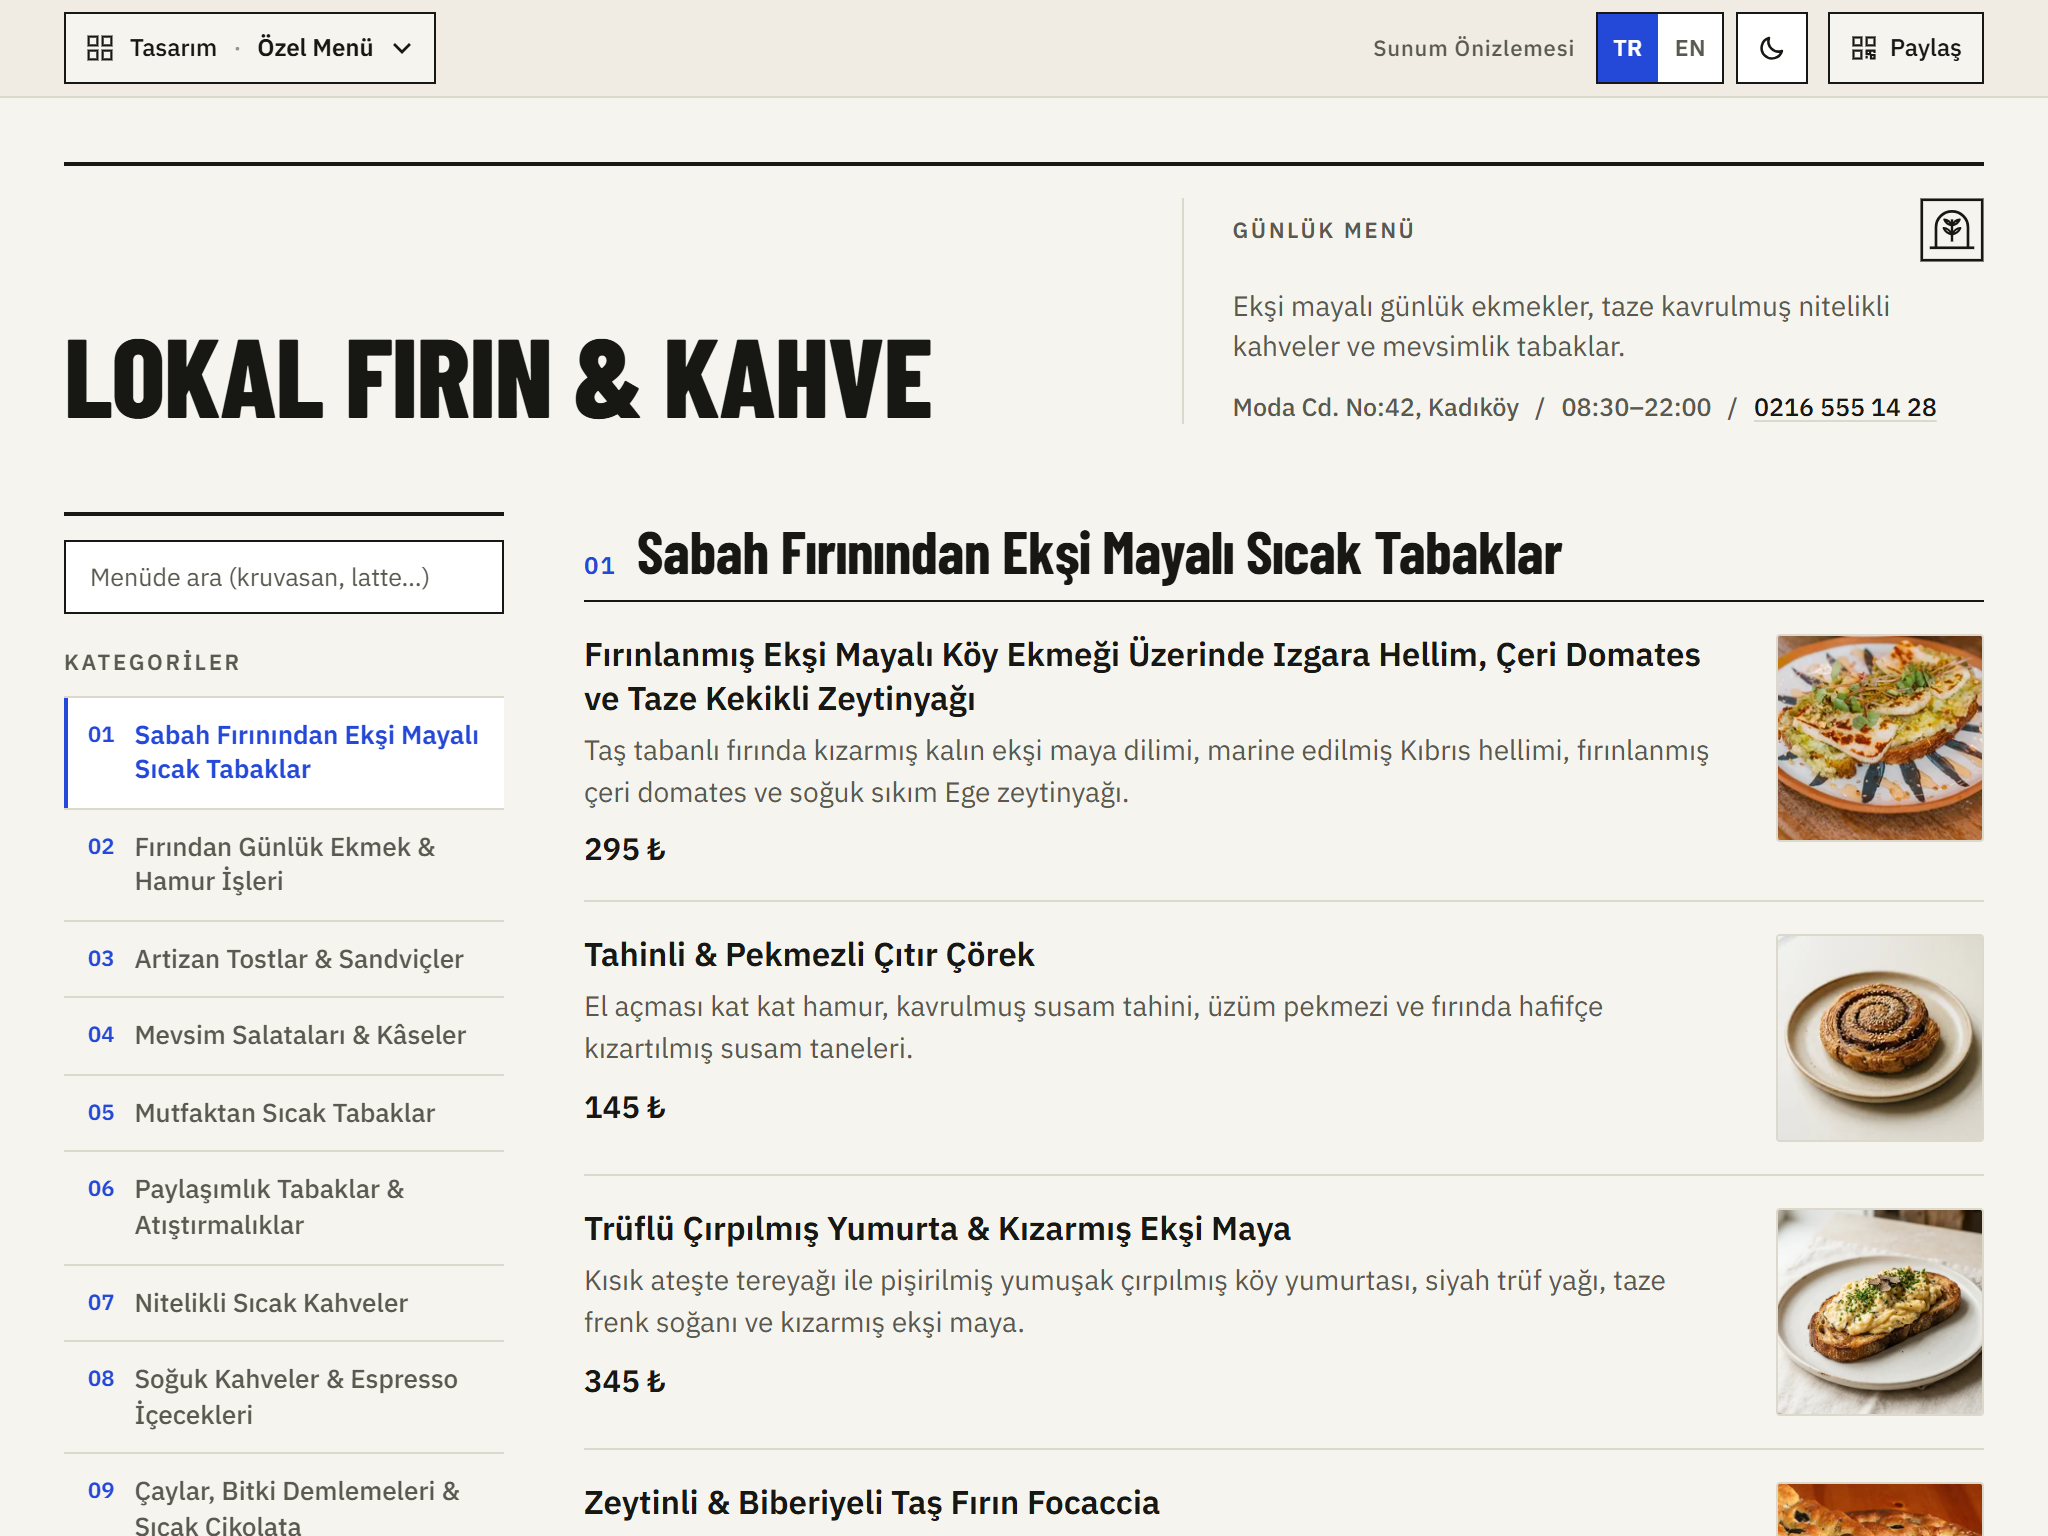 Tasarım · Özel Menü
Sunum Önizlemesi
TR EN
Paylaş
LOKAL FIRIN & KAHVE
GÜNLÜK MENÜ
Ekşi mayalı günlük ekmekler, taze kavrulmuş nitelikli
kahveler ve mevsimlik tabaklar.
Moda Cd. No:42, Kadıköy / 08:30–22:00 / 0216 555 14 28
Menüde ara (kruvasan, latte...)
KATEGORİLER
01 Sabah Fırınından Ekşi Mayalı
Sıcak Tabaklar
02 Fırından Günlük Ekmek &
Hamur İşleri
03 Artizan Tostlar & Sandviçler
04 Mevsim Salataları & Kâseler
05 Mutfaktan Sıcak Tabaklar
06 Paylaşımlık Tabaklar &
Atıştırmalıklar
07 Nitelikli Sıcak Kahveler
08 Soğuk Kahveler & Espresso
İçecekleri
09 Çaylar, Bitki Demlemeleri &
Sıcak Çikolata
01 Sabah Fırınından Ekşi Mayalı Sıcak Tabaklar
Fırınlanmış Ekşi Mayalı Köy Ekmeği Üzerinde Izgara Hellim, Çeri Domates
ve Taze Kekikli Zeytinyağı
Taş tabanlı fırında kızarmış kalın ekşi maya dilimi, marine edilmiş Kıbrıs hellimi, fırınlanmış
çeri domates ve soğuk sıkım Ege zeytinyağı.
295 ₺
Tahinli & Pekmezli Çıtır Çörek
El açması kat kat hamur, kavrulmuş susam tahini, üzüm pekmezi ve fırında hafifçe
kızartılmış susam taneleri.
145 ₺
Trüflü Çırpılmış Yumurta & Kızarmış Ekşi Maya
Kısık ateşte tereyağı ile pişirilmiş yumuşak çırpılmış köy yumurtası, siyah trüf yağı, taze
frenk soğanı ve kızarmış ekşi maya.
345 ₺
Zeytinli & Biberiyeli Taş Fırın Focaccia